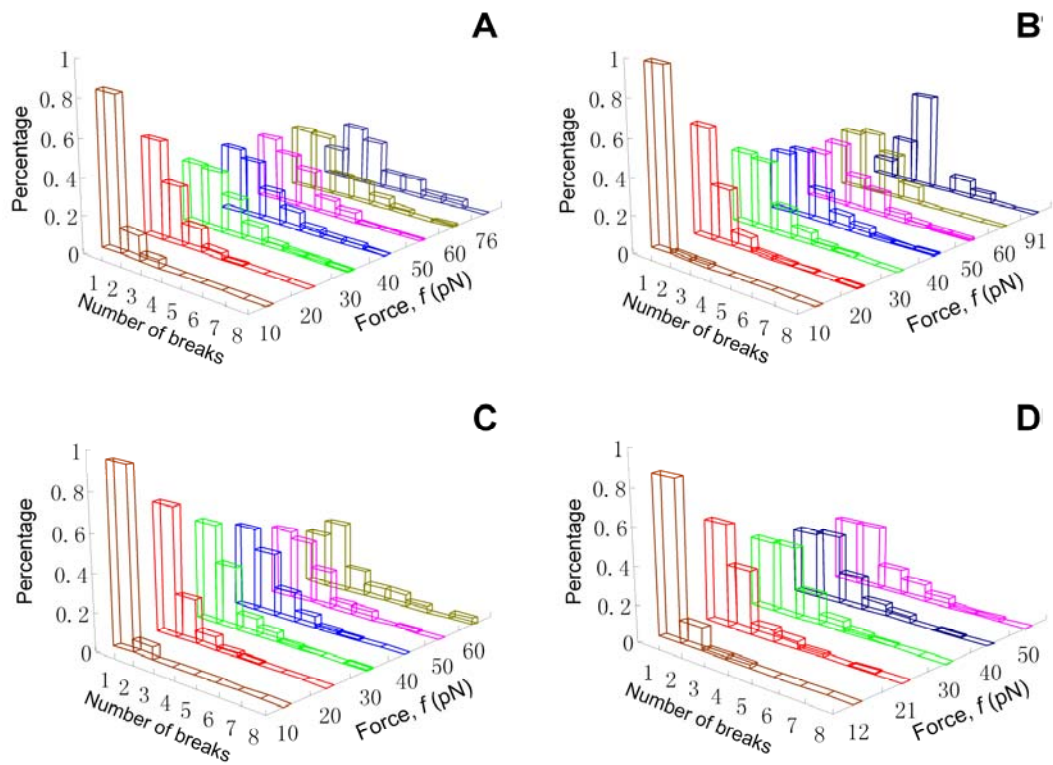 A
1
0.8
0.6
0.4
0.2
0
Percentage
1 2 3 4 5 6 7 8
Number of breaks
10 20 30 40 50 60 76
Force, f (pN)
B
1
0.8
0.6
0.4
0.2
0
Percentage
1 2 3 4 5 6 7 8
Number of breaks
10 20 30 40 50 60 91
Force, f (pN)
C
1
0.8
0.6
0.4
0.2
0
Percentage
1 2 3 4 5 6 7 8
Number of breaks
10 20 30 40 50 60
Force, f (pN)
D
1
0.8
0.6
0.4
0.2
0
Percentage
1 2 3 4 5 6 7 8
Number of breaks
12 21 30 40 50
Force, f (pN)